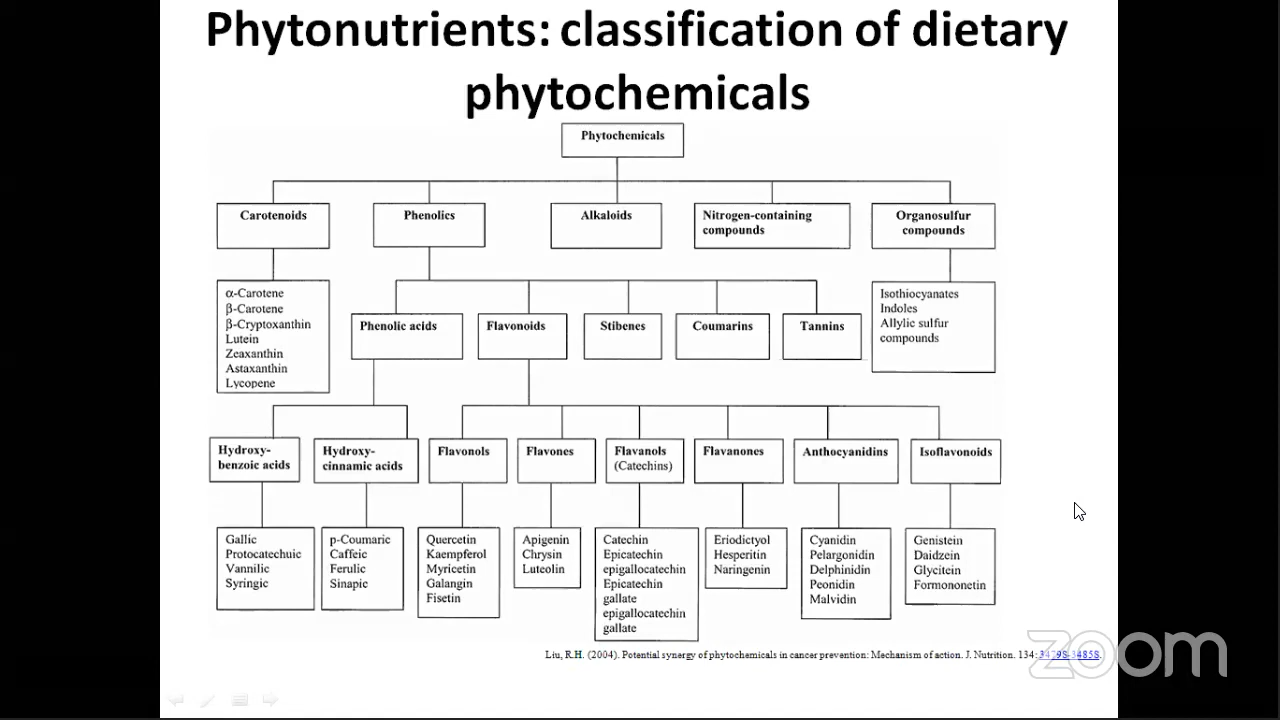 Phytonutrients: classification of dietary
phytochemicals
Phytochemicals
Carotenoids
Phenolics
Alkaloids
Nitrogen-containing
compounds
Organosulfur
compounds
α-Carotene
β-Carotene
β-Cryptoxanthin
Lutein
Zeaxanthin
Astaxanthin
Lycopene
Isothiocyanates
Indoles
Allylic sulfur
compounds
Phenolic acids
Flavonoids
Stibenes
Coumarins
Tannins
Hydroxy-
benzoic acids
Hydroxy-
cinnamic acids
Flavonols
Flavones
Flavanols
(Catechins)
Flavanones
Anthocyanidins
Isoflavonoids
Gallic
Protocatechuic
Vannilic
Syringic
p-Coumaric
Caffeic
Ferulic
Sinapic
Quercetin
Kaempferol
Myricetin
Galangin
Fisetin
Apigenin
Chrysin
Luteolin
Catechin
Epicatechin
epigallocatechin
Epicatechin
gallate
epigallocatechin
gallate
Eriodictyol
Hesperitin
Naringenin
Cyanidin
Pelargonidin
Delphinidin
Peonidin
Malvidin
Genistein
Daidzein
Glycitein
Formononetin
Liu, R.H. (2004). Potential synergy of phytochemicals in cancer prevention: Mechanism of action. J. Nutrition. 134: 3479S-3485S.
zoom